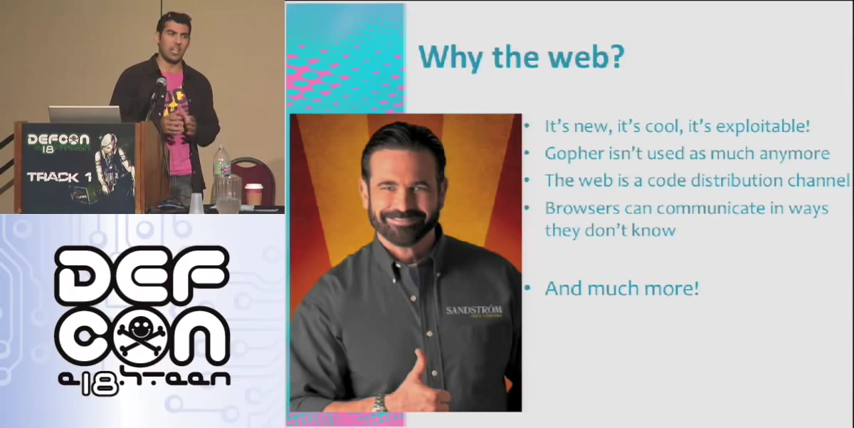 DEFCON
18
TRACK 1
DEF
CON
e18hteen
Why the web?
It's new, it's cool, it's exploitable!
Gopher isn't used as much anymore
The web is a code distribution channel
Browsers can communicate in ways
they don't know
And much more!
SANDSTRÖM